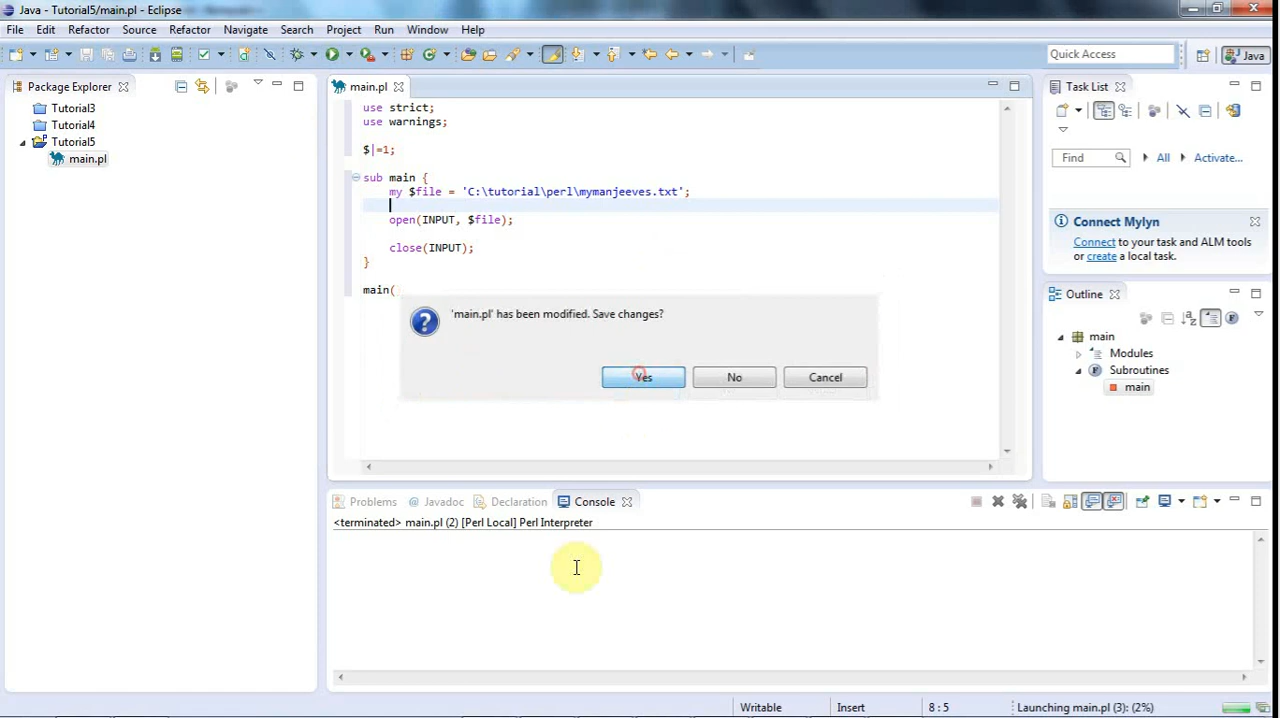 Java - Tutorial5/main.pl - Eclipse
File Edit Refactor Source Refactor Navigate Search Project Run Window Help
Quick Access
Java
Package Explorer
Tutorial3
Tutorial4
Tutorial5
main.pl
main.pl
use strict;
use warnings;
$|=1;
sub main {
my $file = 'C:\tutorial\perl\mymanjeeves.txt';
open(INPUT, $file);
close(INPUT);
}
main(
'main.pl' has been modified. Save changes?
Yes
No
Cancel
Task List
Find
All
Activate...
Connect Mylyn
Connect to your task and ALM tools
or create a local task.
Outline
main
Modules
Subroutines
main
Problems
Javadoc
Declaration
Console
<terminated> main.pl (2) [Perl Local] Perl Interpreter
Writable
Insert
8 : 5
Launching main.pl (3): (2%)